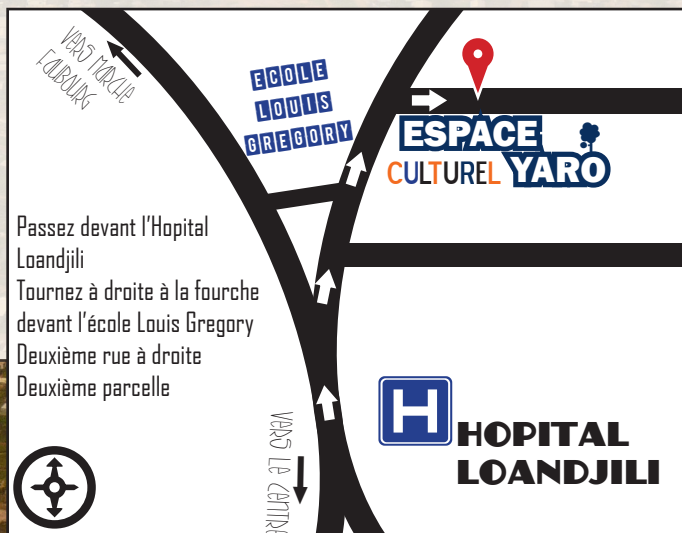 VERS MARCHE
FAUBOURG
ECOLE
LOUIS
GREGORY
ESPACE
CULTUREL YARO
Passez devant l'Hopital
Loandjili
Tournez à droite à la fourche
devant l'école Louis Gregory
Deuxième rue à droite
Deuxième parcelle
VERS LE CENTRE
H
HOPITAL
LOANDJILI